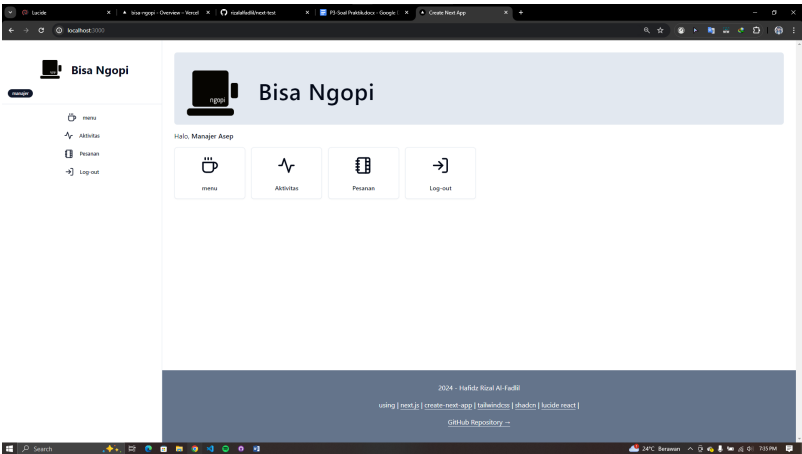 Lucide
bisa-ngopi - Overview - Vercel
rizalalfadlil/next-test
P3-Soal Praktik.docx - Google
Create Next App
localhost:3000
Bisa Ngopi
manajer
menu
Aktivitas
Pesanan
Log-out
ngopi
Bisa Ngopi
Halo, Manajer Asep
menu
Aktivitas
Pesanan
Log-out
2024 - Hafidz Rizal Al-Fadlil
using | next.js | create-next-app | tailwindcss | shadcn | lucide react |
GitHub Repository →
Search
24°C Berawan
7:35 PM